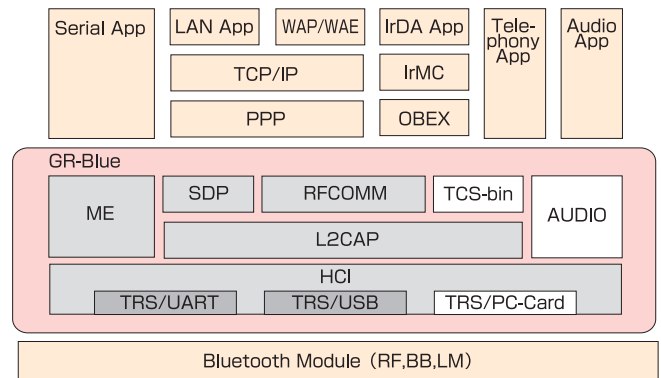 Serial App
LAN App
WAP/WAE
IrDA App
Tele-
phony
App
Audio
App
TCP/IP
IrMC
PPP
OBEX
GR-Blue
ME
SDP
RFCOMM
TCS-bin
AUDIO
L2CAP
HCI
TRS/UART
TRS/USB
TRS/PC-Card
Bluetooth Module (RF,BB,LM)